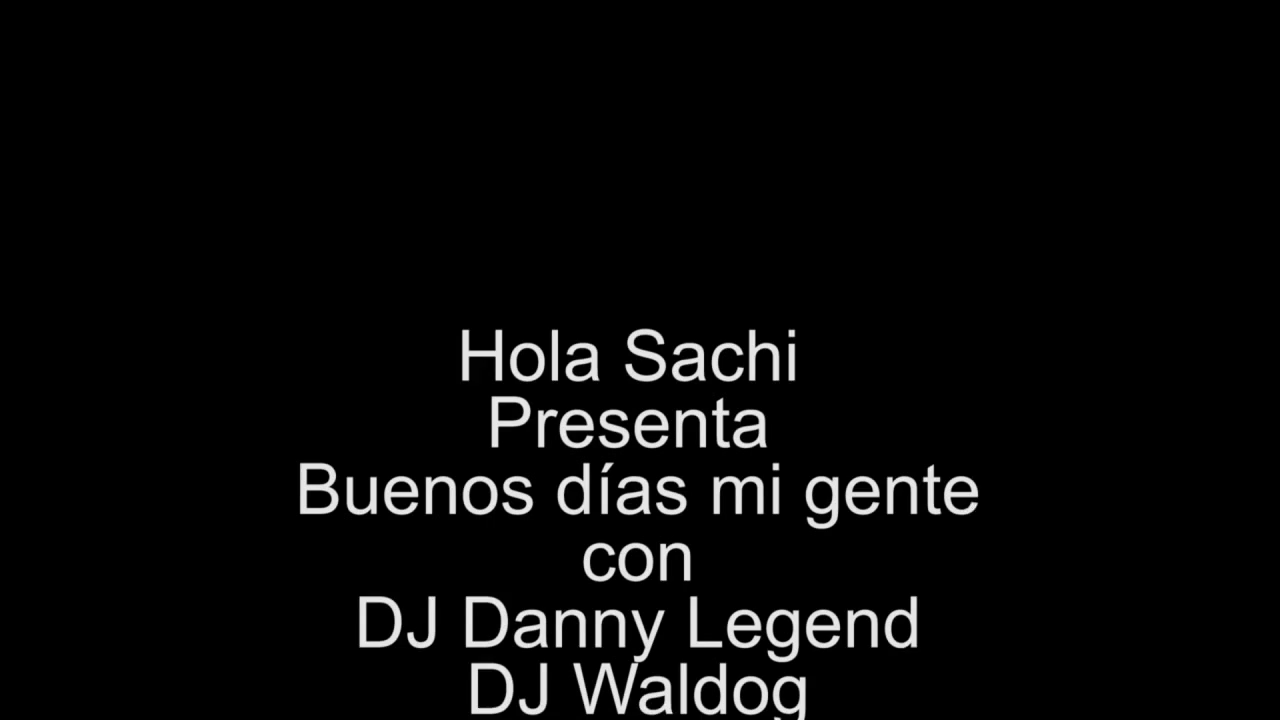 Hola Sachi
Presenta
Buenos días mi gente
con
DJ Danny Legend
DJ Waldog